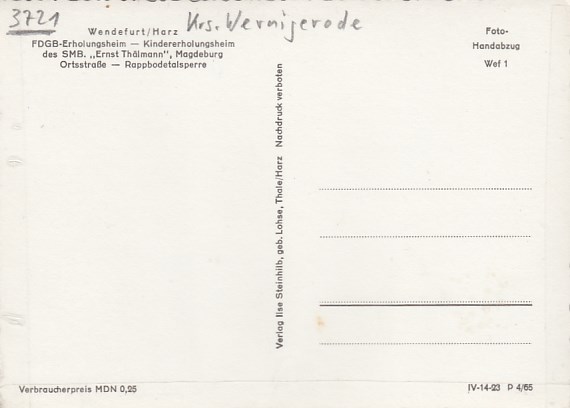 3721
Wendefurt/Harz Krs. Wernigerode
FDGB-Erholungsheim — Kindererholungsheim
des SMB. „Ernst Thälmann", Magdeburg
Ortsstraße — Rappbodetalsperre
Foto-
Handabzug
Wef 1
Verlag Ilse Steinhilb, geb. Lohse, Thale/Harz Nachdruck verboten
Verbraucherpreis MDN 0,25
IV-14-23 P 4/65